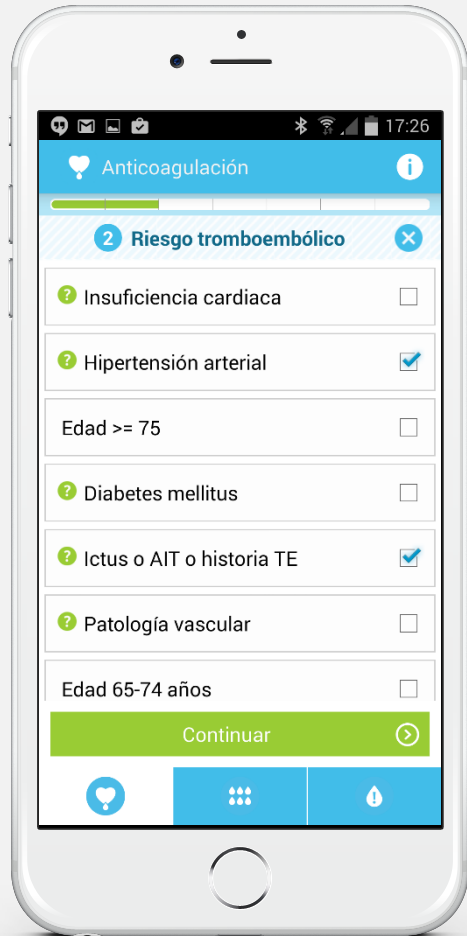 17:26
Anticoagulación
i
2 Riesgo tromboembólico
? Insuficiencia cardiaca
? Hipertensión arterial
Edad >= 75
? Diabetes mellitus
? Ictus o AIT o historia TE
? Patología vascular
Edad 65-74 años
Continuar